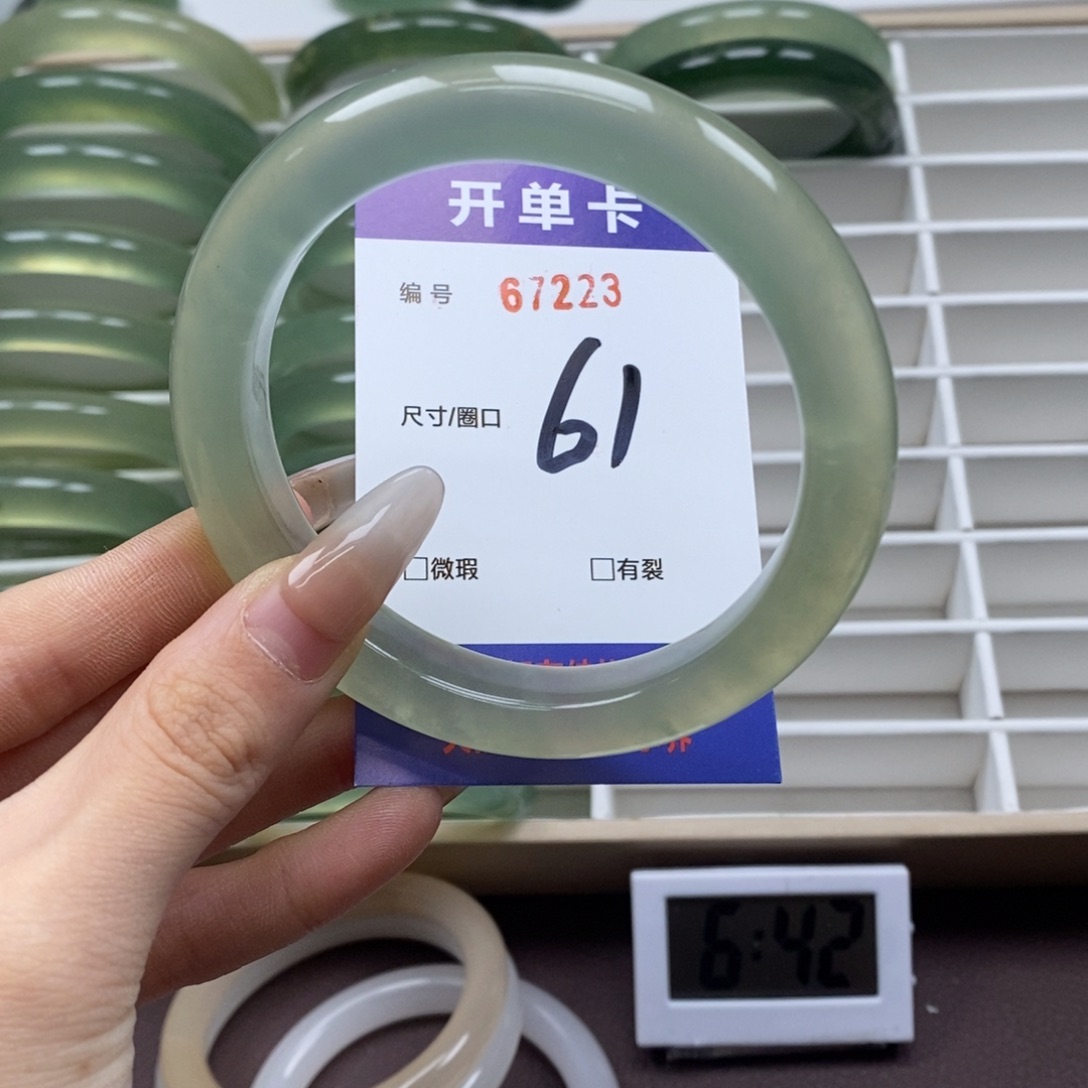 开单卡
编号 67223
尺寸/圈口 61
□微瑕 □有裂
6:42